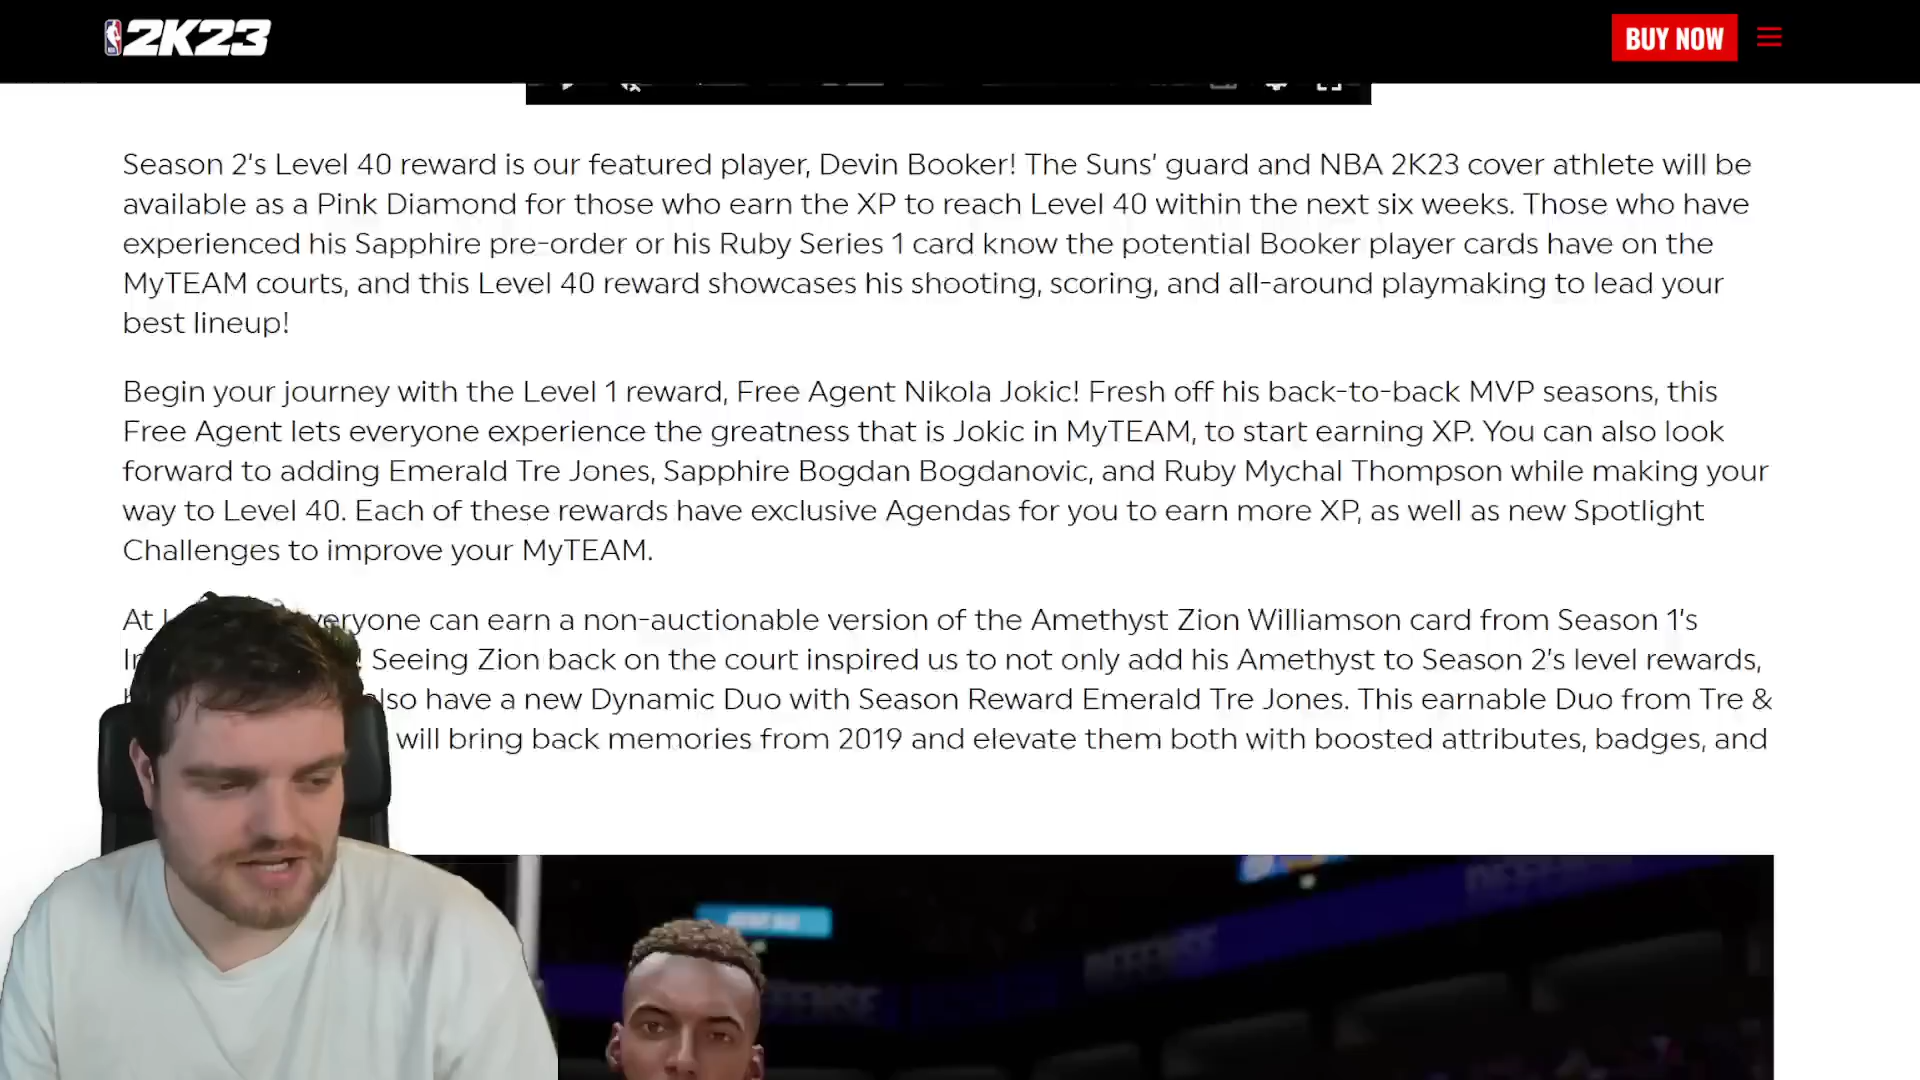 2K23
BUY NOW
Season 2's Level 40 reward is our featured player, Devin Booker! The Suns' guard and NBA 2K23 cover athlete will be
available as a Pink Diamond for those who earn the XP to reach Level 40 within the next six weeks. Those who have
experienced his Sapphire pre-order or his Ruby Series 1 card know the potential Booker player cards have on the
MyTEAM courts, and this Level 40 reward showcases his shooting, scoring, and all-around playmaking to lead your
best lineup!
Begin your journey with the Level 1 reward, Free Agent Nikola Jokic! Fresh off his back-to-back MVP seasons, this
Free Agent lets everyone experience the greatness that is Jokic in MyTEAM, to start earning XP. You can also look
forward to adding Emerald Tre Jones, Sapphire Bogdan Bogdanovic, and Ruby Mychal Thompson while making your
way to Level 40. Each of these rewards have exclusive Agendas for you to earn more XP, as well as new Spotlight
Challenges to improve your MyTEAM.
At everyone can earn a non-auctionable version of the Amethyst Zion Williamson card from Season 1's
! Seeing Zion back on the court inspired us to not only add his Amethyst to Season 2's level rewards,
also have a new Dynamic Duo with Season Reward Emerald Tre Jones. This earnable Duo from Tre &
will bring back memories from 2019 and elevate them both with boosted attributes, badges, and
DEFENSE
DEFENSE
DEFENSE